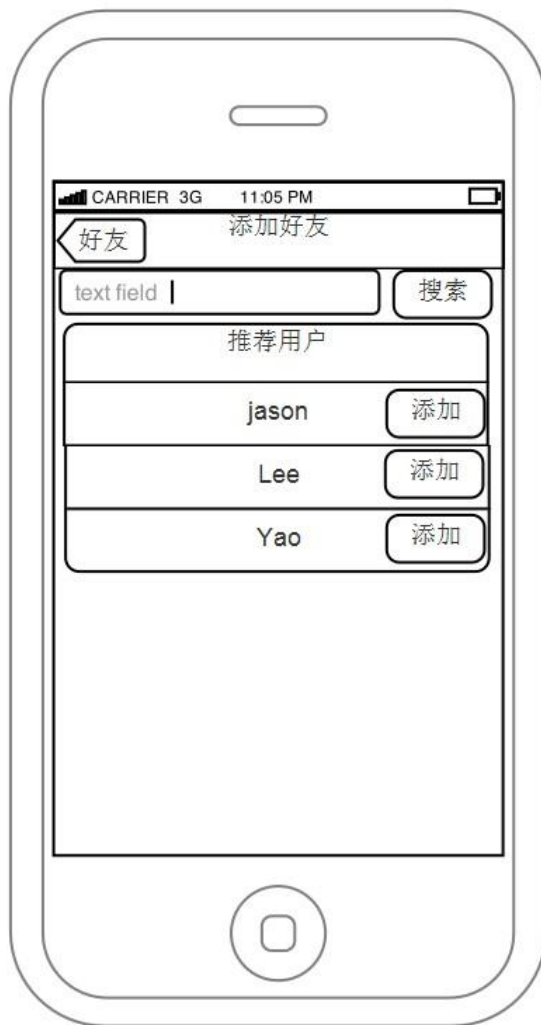 CARRIER 3G 11:05 PM
好友 添加好友
text field 搜索
推荐用户
jason 添加
Lee 添加
Yao 添加